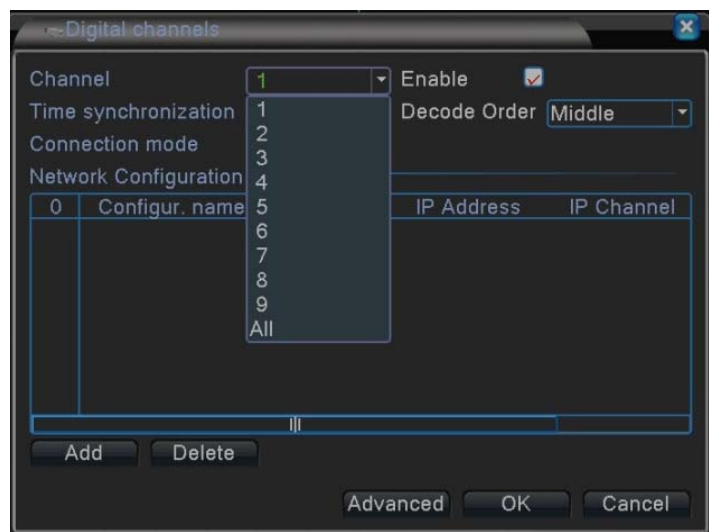 Digital channels
Channel 1 Enable
Time synchronization Decode Order Middle
Connection mode
Network Configuration
0 Configur. name IP Address IP Channel
1
2
3
4
5
6
7
8
9
All
Add Delete
Advanced OK Cancel